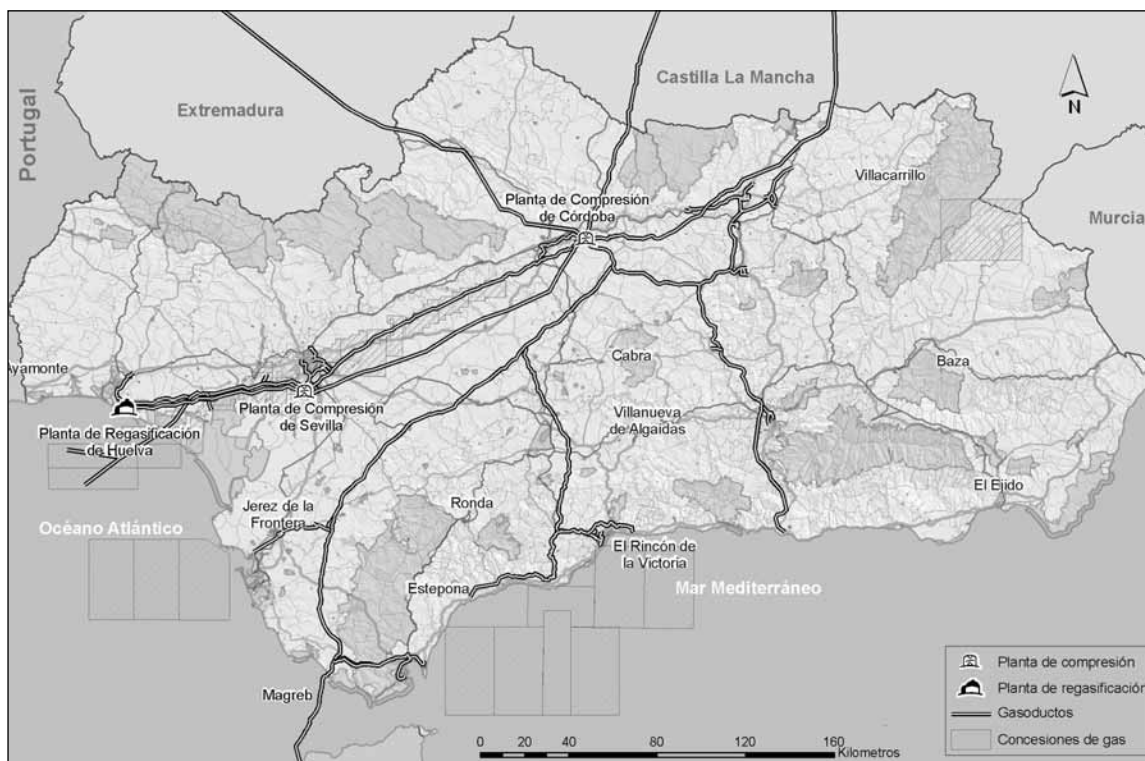 Portugal
Extremadura
Castilla La Mancha
N
Murcia
Villacarrillo
Planta de Compresión
de Córdoba
Ayamonte
Cabra
Baza
Planta de Compresión
de Sevilla
Villanueva
de Algaidas
Planta de Regasificación
de Huelva
El Ejido
Ronda
Jerez de la
Frontera
Océano Atlántico
El Rincón de
la Victoria
Estepona
Mar Mediterráneo
Magreb
Planta de compresión
Planta de regasificación
Gasoductos
Concesiones de gas
0 20 40 80 120 160
Kilometros